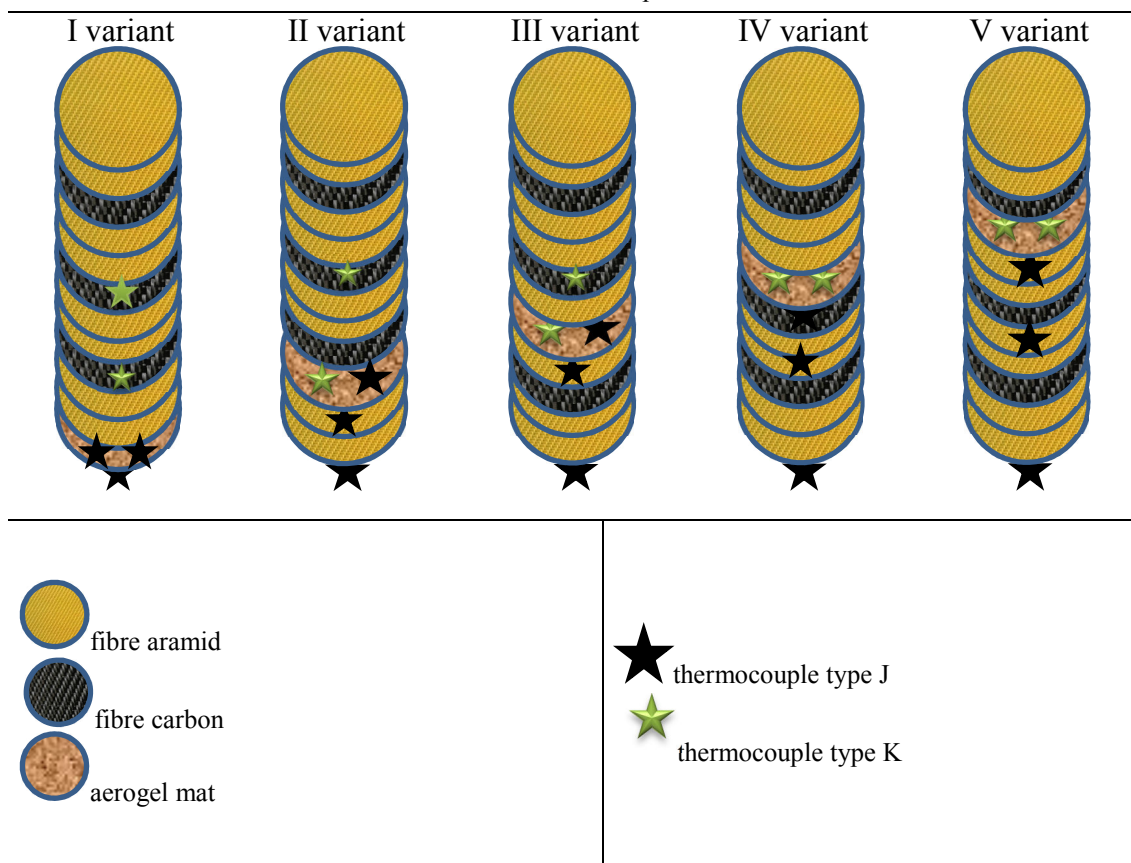 I variant II variant III variant IV variant V variant
fibre aramid
fibre carbon
aerogel mat
thermocouple type J
thermocouple type K